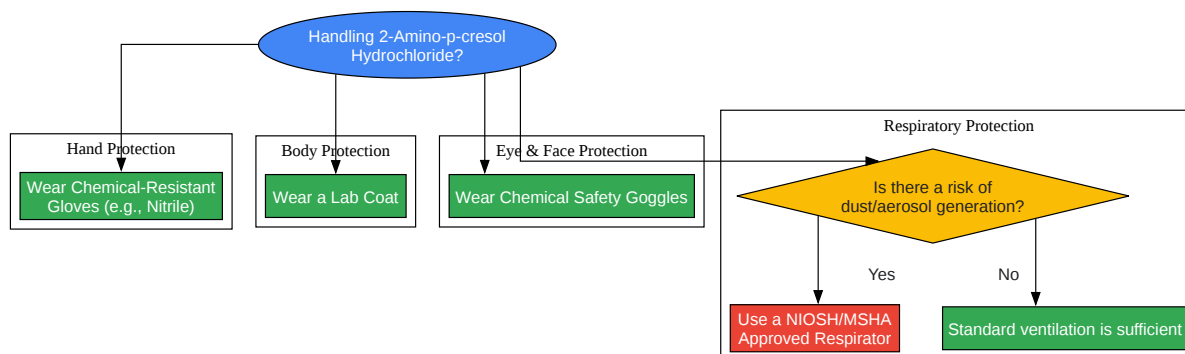 Handling 2-Amino-p-cresol
Hydrochloride?
Hand Protection
Wear Chemical-Resistant
Gloves (e.g., Nitrile)
Body Protection
Wear a Lab Coat
Eye & Face Protection
Wear Chemical Safety Goggles
Respiratory Protection
Is there a risk of
dust/aerosol generation?
Yes
No
Use a NIOSH/MSHA
Approved Respirator
Standard ventilation is sufficient